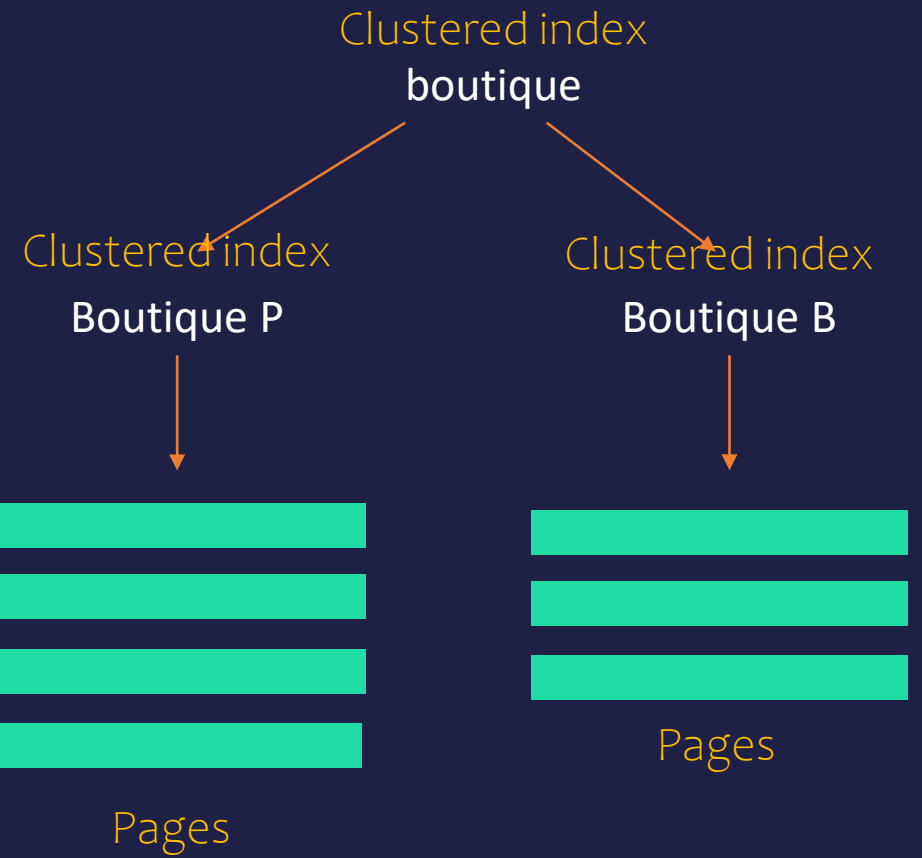 Clustered index
boutique
Clustered index
Boutique P
Clustered index
Boutique B
Pages
Pages